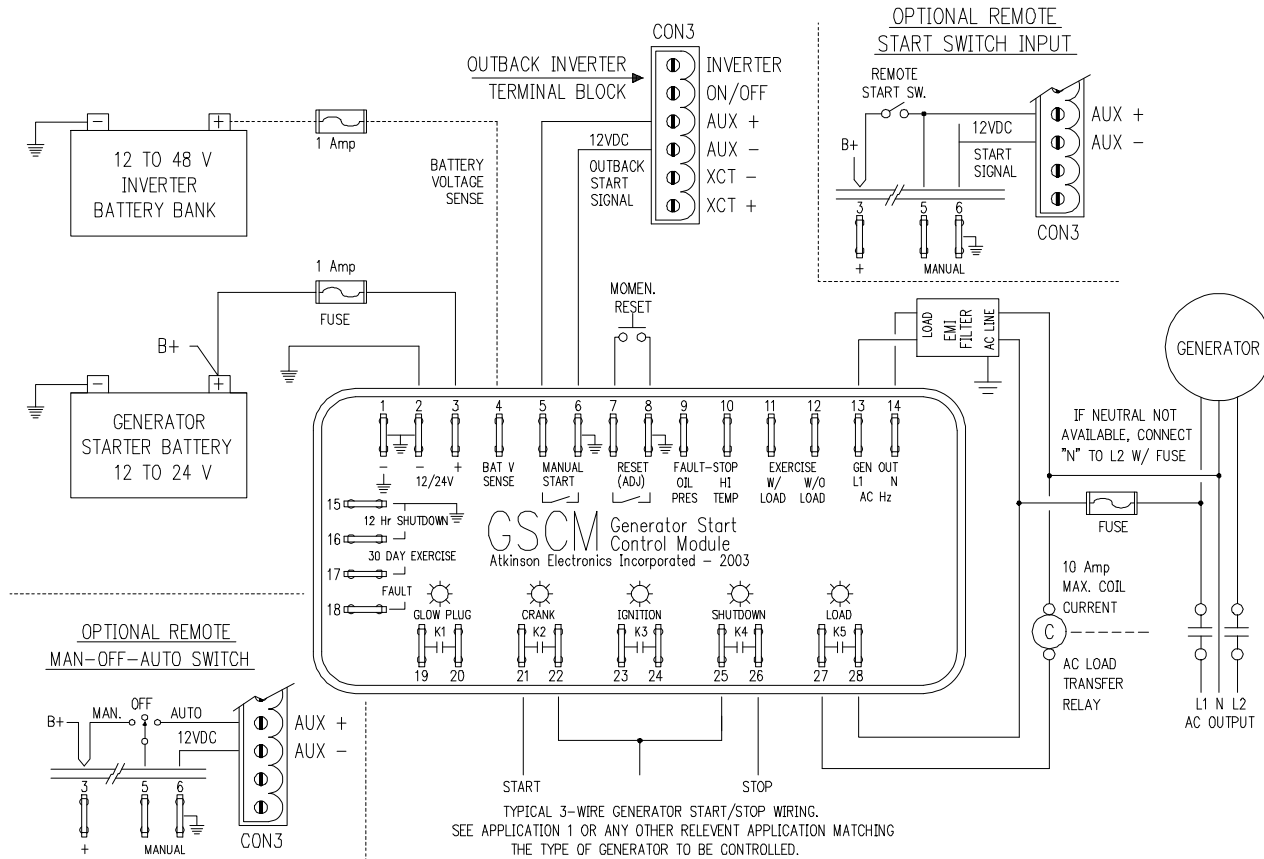 CON3
OUTBACK INVERTER
TERMINAL BLOCK
INVERTER
ON/OFF
AUX +
AUX -
XCT -
XCT +
12VDC
OUTBACK
START
SIGNAL
OPTIONAL REMOTE
START SWITCH INPUT
REMOTE
START SW.
B+
12VDC
START
SIGNAL
AUX +
AUX -
3 5 6
+ MANUAL
CON3
- +
12 TO 48 V
INVERTER
BATTERY BANK
1 Amp
BATTERY
VOLTAGE
SENSE
1 Amp
FUSE
B+
- +
GENERATOR
STARTER BATTERY
12 TO 24 V
MOMEN.
RESET
LOAD
EMI
FILTER
AC LINE
GENERATOR
IF NEUTRAL NOT
AVAILABLE, CONNECT
"N" TO L2 W/ FUSE
FUSE
10 Amp
MAX. COIL
CURRENT
C
AC LOAD
TRANSFER
RELAY
L1 N L2
AC OUTPUT
1 2 3 4 5 6 7 8 9 10 11 12 13 14
- - +
12/24V
BAT V
SENSE
MANUAL
START
RESET
(ADJ)
FAULT-STOP
OIL HI
PRES TEMP
EXERCISE
W/ W/O
LOAD LOAD
GEN OUT
L1 N
AC Hz
15
12 Hr SHUTDOWN
16
30 DAY EXERCISE
17
FAULT
18
GSCM Generator Start
Control Module
Atkinson Electronics Incorporated - 2003
GLOW PLUG CRANK IGNITION SHUTDOWN LOAD
K1 K2 K3 K4 K5
19 20 21 22 23 24 25 26 27 28
START STOP
TYPICAL 3-WIRE GENERATOR START/STOP WIRING.
SEE APPLICATION 1 OR ANY OTHER RELEVENT APPLICATION MATCHING
THE TYPE OF GENERATOR TO BE CONTROLLED.
OPTIONAL REMOTE
MAN-OFF-AUTO SWITCH
B+ MAN. OFF AUTO
12VDC
AUX +
AUX -
3 5 6
+ MANUAL
CON3